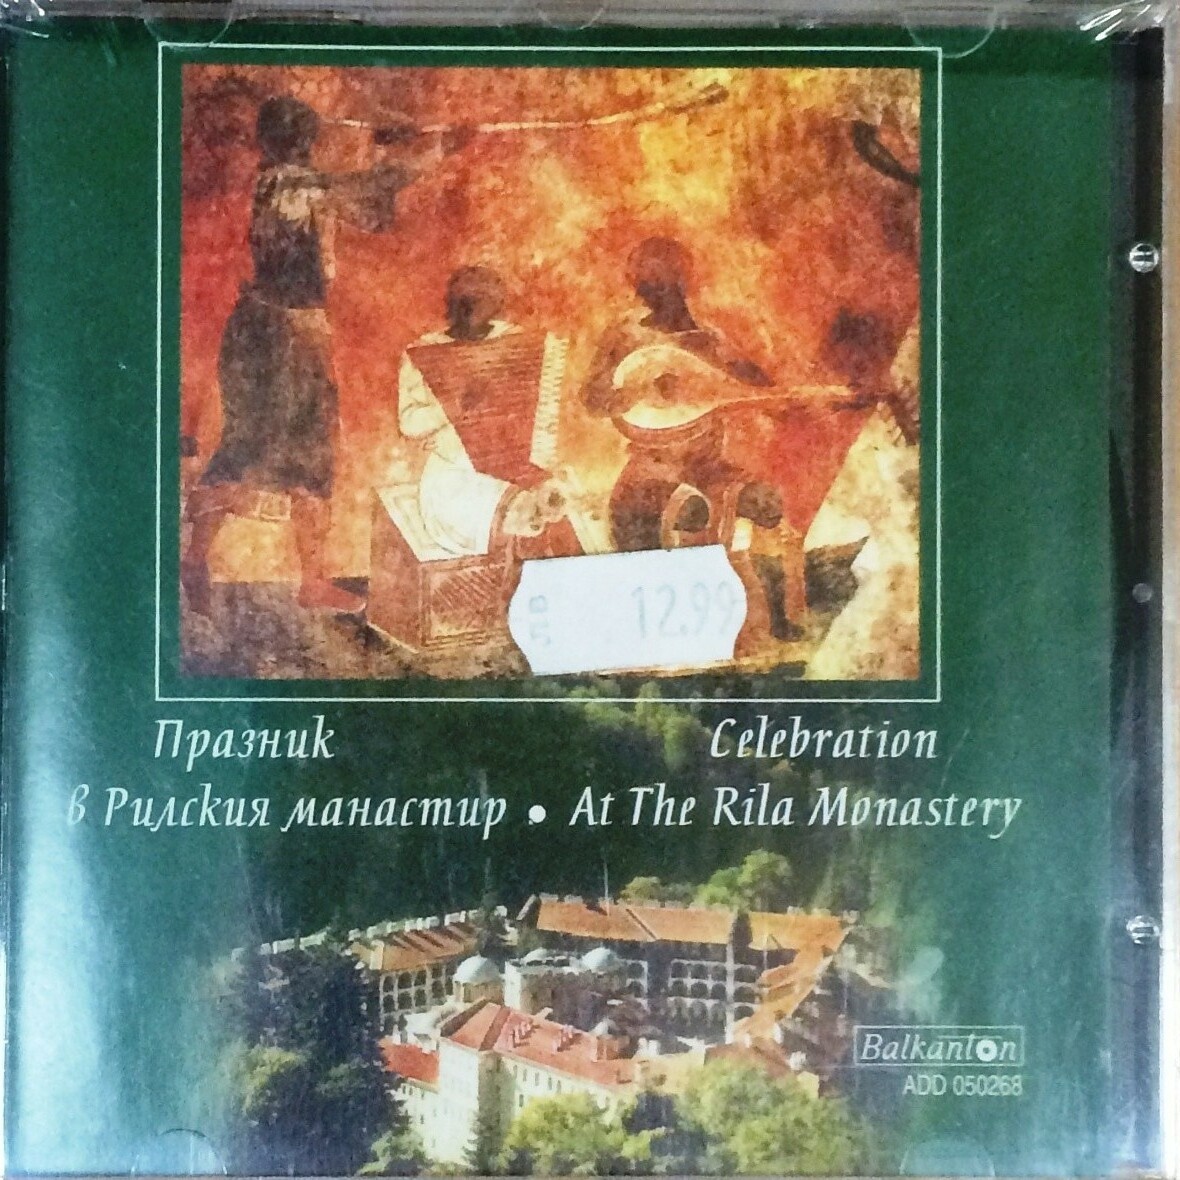 лв 12.99
Празник
в Рилския манастир • At The Rila Monastery
Celebration
Balkanton
ADD 050268